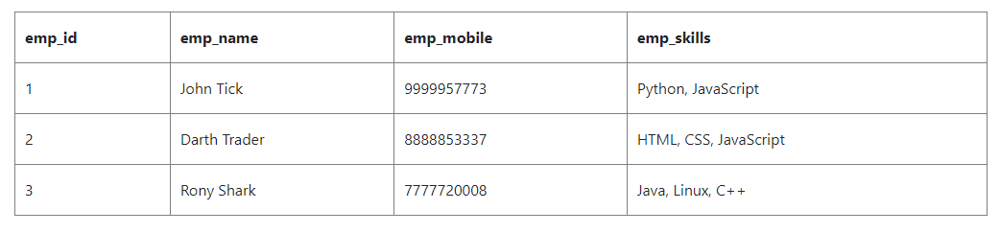 emp_id emp_name emp_mobile emp_skills
1 John Tick 9999957773 Python, JavaScript
2 Darth Trader 8888853337 HTML, CSS, JavaScript
3 Rony Shark 7777720008 Java, Linux, C++